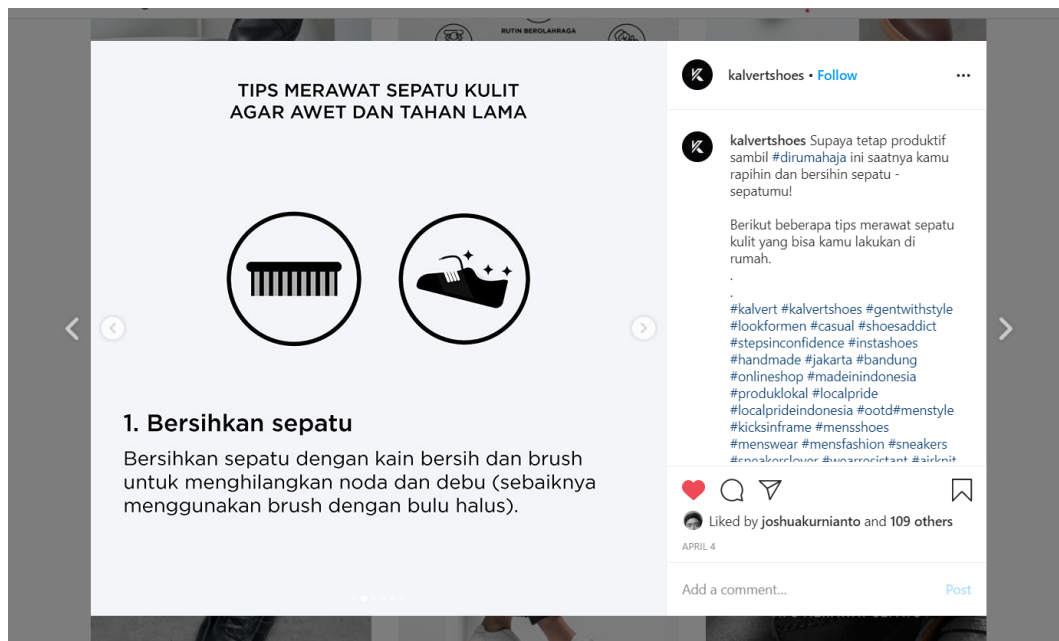 RUTIN BEROLAHRAGA
TIPS MERAWAT SEPATU KULIT
AGAR AWET DAN TAHAN LAMA
1. Bersihkan sepatu
Bersihkan sepatu dengan kain bersih dan brush
untuk menghilangkan noda dan debu (sebaiknya
menggunakan brush dengan bulu halus).
kalvertshoes • Follow
kalvertshoes Supaya tetap produktif
sambil #dirumahaja ini saatnya kamu
rapihin dan bersihin sepatu -
sepatumu!
Berikut beberapa tips merawat sepatu
kulit yang bisa kamu lakukan di
rumah.
.
.
#kalvert #kalvertshoes #gentwithstyle
#lookformen #casual #shoesaddict
#stepsinconfidence #instashoes
#handmade #jakarta #bandung
#onlineshop #madeinindonesia
#produklokal #localpride
#localprideindonesia #ootd#menstyle
#kicksinframe #mensshoes
#menswear #mensfashion #sneakers
#sneakerslover #wearresistant #airknit
Liked by joshuakurnianto and 109 others
APRIL 4
Add a comment...
Post